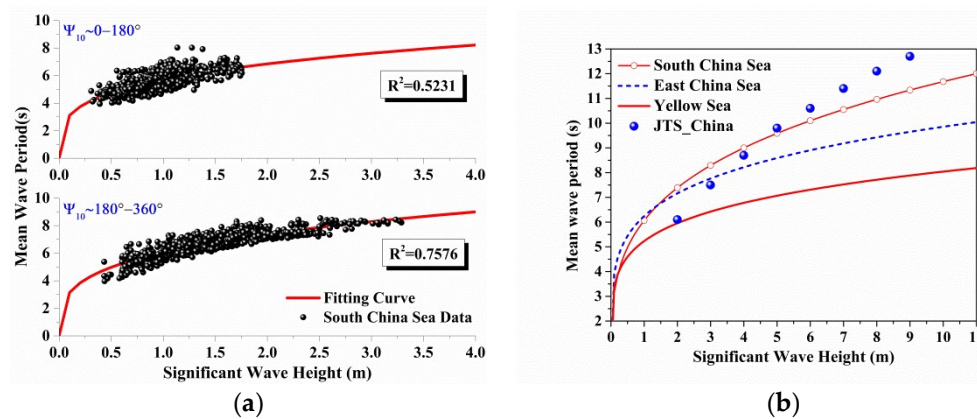 Ψ10~0−180°
R²=0.5231
10
8
6
4
2
0
0.0 0.5 1.0 1.5 2.0 2.5 3.0 3.5 4.0
Mean Wave Period(s)
Ψ10~180°−360°
R²=0.7576
Fitting Curve
South China Sea Data
10
8
6
4
2
0
0.0 0.5 1.0 1.5 2.0 2.5 3.0 3.5 4.0
Significant Wave Height (m)
(a)
South China Sea
East China Sea
Yellow Sea
JTS_China
13
12
11
10
9
8
7
6
5
4
3
2
Mean wave period (s)
0 1 2 3 4 5 6 7 8 9 10 1
Significant Wave Height (m)
(b)